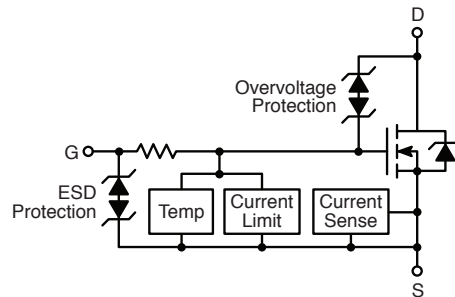 D
Overvoltage
Protection
G
ESD
Protection
Temp
Current
Limit
Current
Sense
S